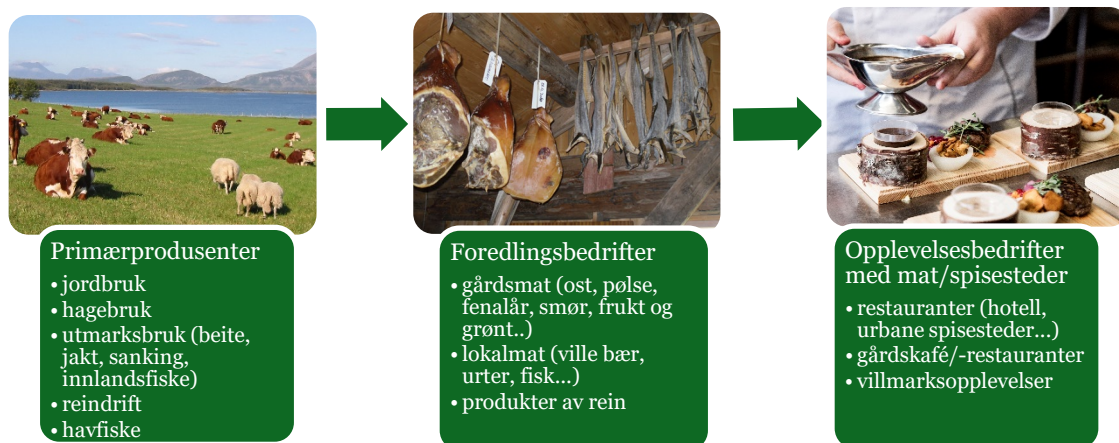 Primærprodusenter
• jordbruk
• hagebruk
• utmarksbruk (beite,
jakt, sanking,
innlandsfiske)
• reindrift
• havfiske
Foredlingsbedrifter
• gårdsmat (ost, pølse,
fenalår, smør, frukt og
grønt..)
• lokalmat (ville bær,
urter, fisk...)
• produkter av rein
Opplevelsesbedrifter
med mat/spisesteder
• restauranter (hotell,
urbane spisesteder...)
• gårdskafé/-restauranter
• villmarksopplevelser